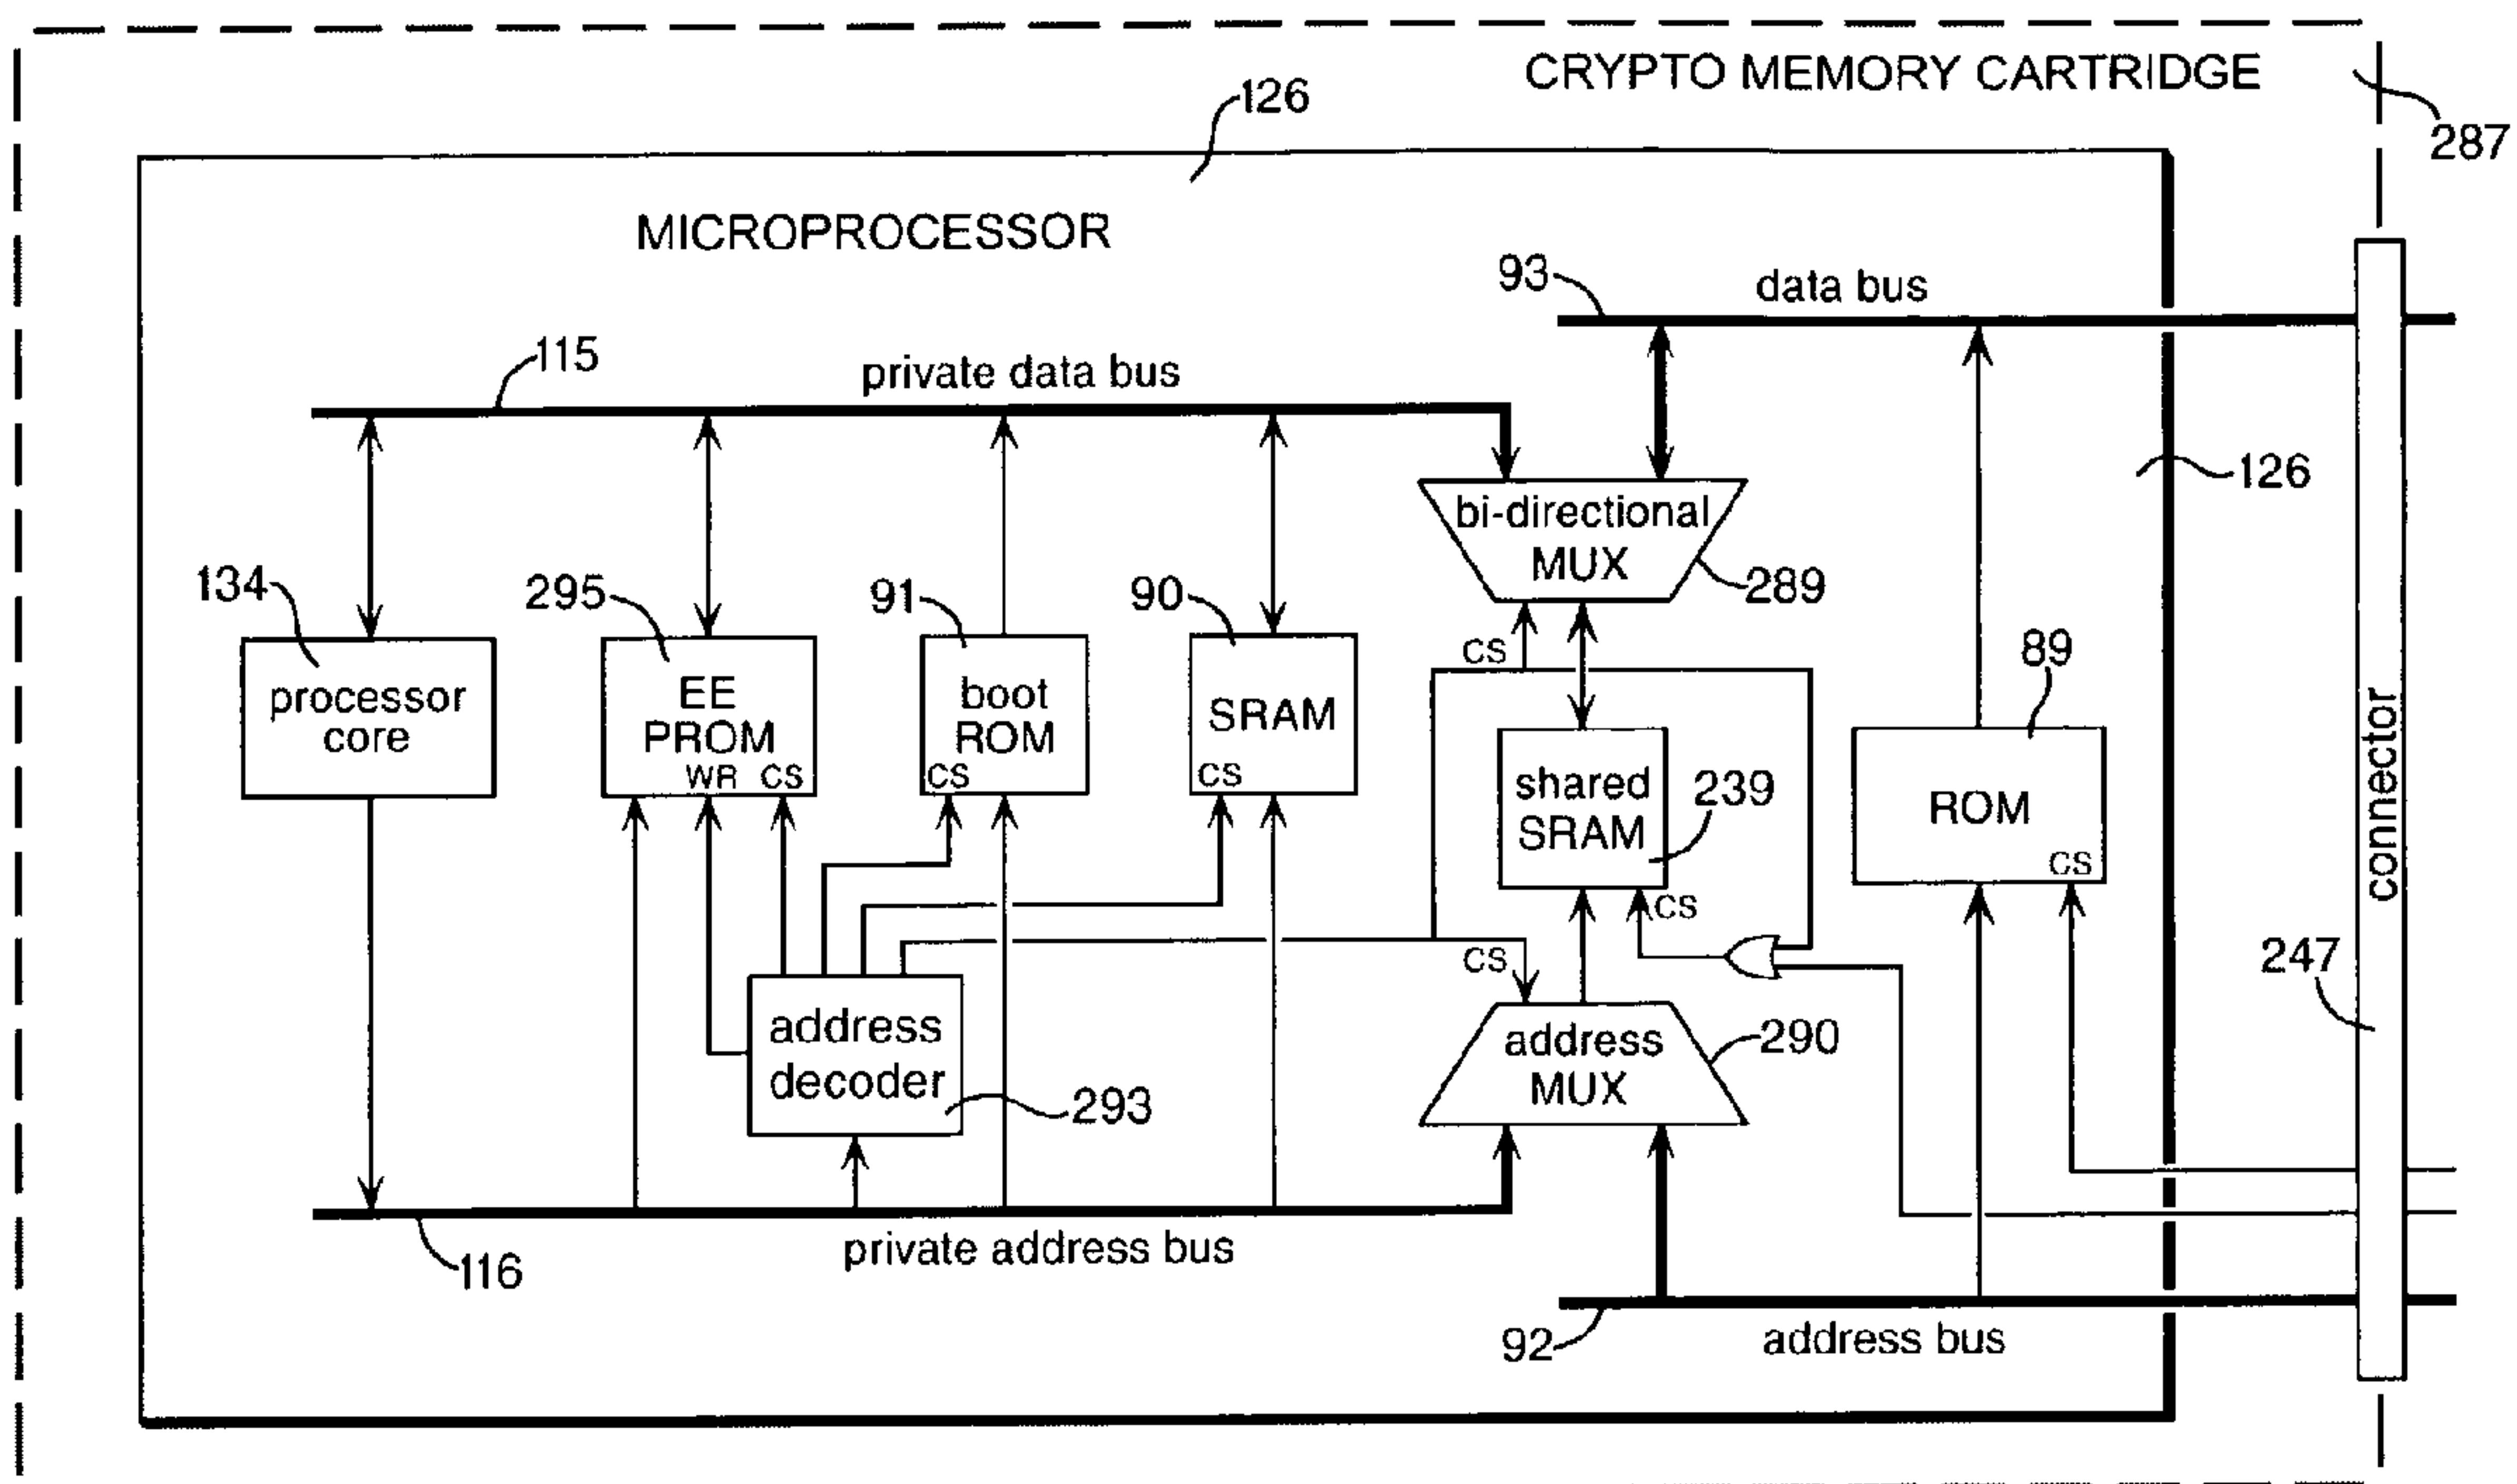 CRYPTO MEMORY CARTRIDGE
126
287
MICROPROCESSOR
93
data bus
115
private data bus
126
bi-directional
MUX
289
134
295
91
90
CS
89
processor
core
EE
PROM
WR CS
boot
ROM
CS
SRAM
CS
shared
SRAM
239
CS
ROM
CS
connector
247
CS
address
decoder
293
address
MUX
290
116
private address bus
92
address bus